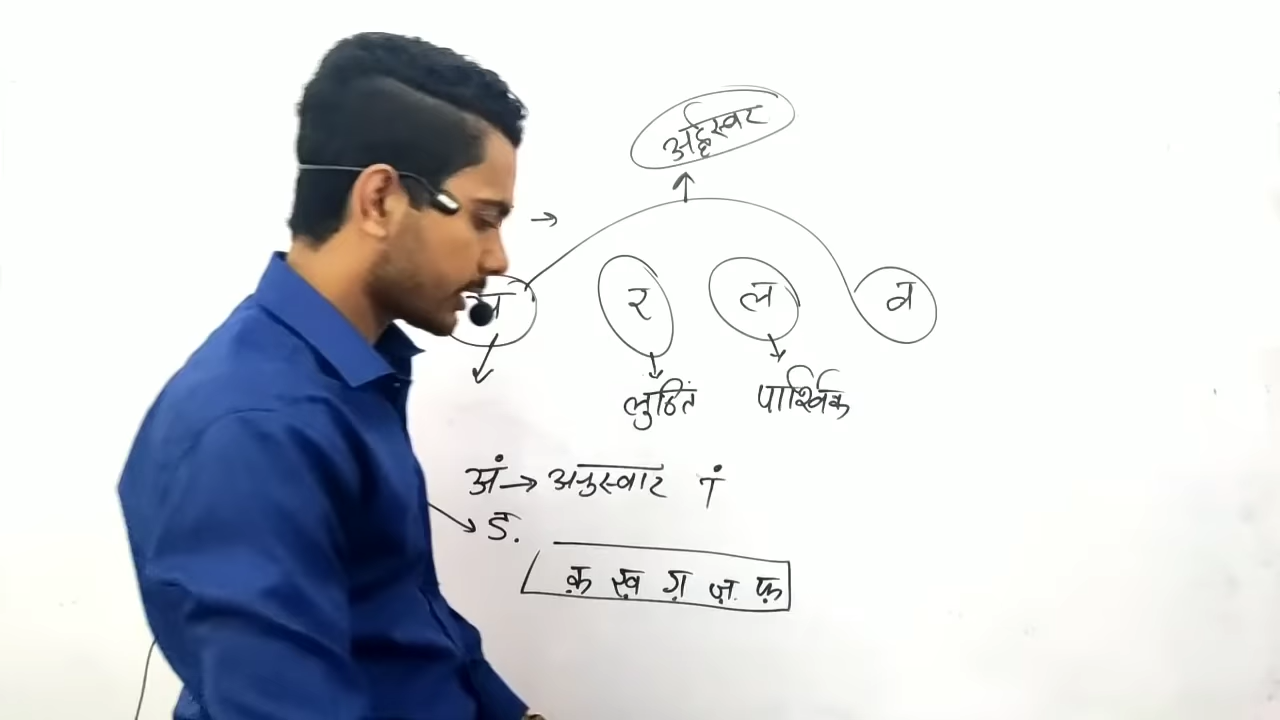 अर्द्धस्वर
र ल व
लुठित पार्श्विक
अं → अनुस्वार
ङ
क़ ख़ ग़ ज़ फ़